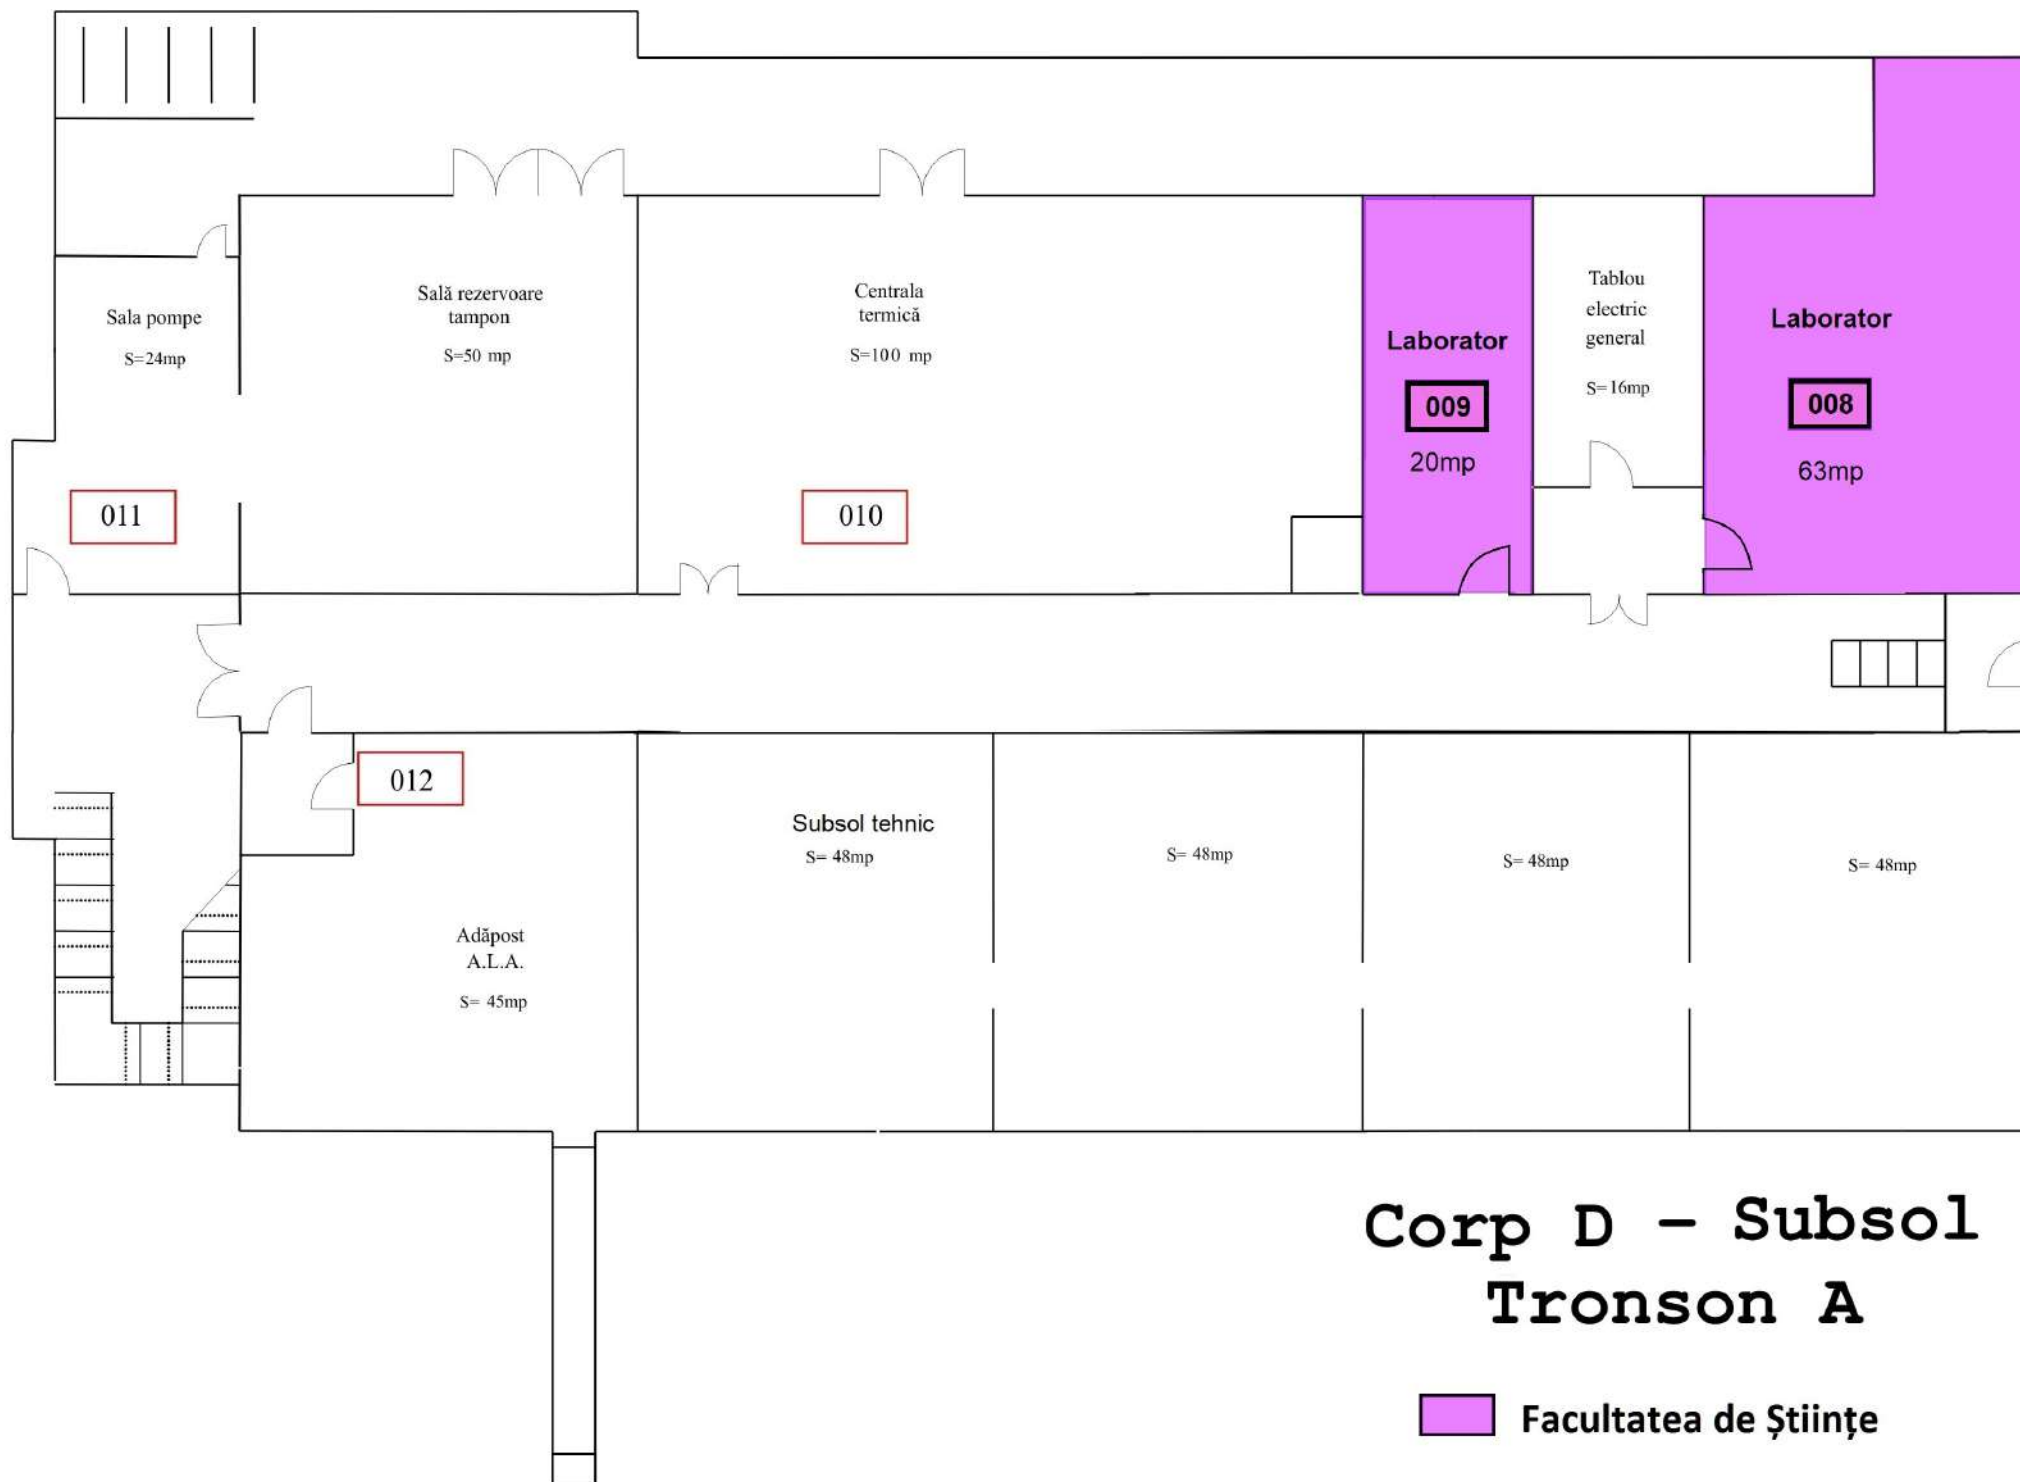 Sala pompe
S=24mp
011
Sală rezervoare
tampon
S=50 mp
Centrala
termică
S=100 mp
010
Laborator
009
20mp
Tablou
electric
general
S=16mp
Laborator
008
63mp
012
Adăpost
A.L.A.
S= 45mp
Subsol tehnic
S= 48mp
S= 48mp
S= 48mp
S= 48mp
Corp D - Subsol
Tronson A
Facultatea de Științe